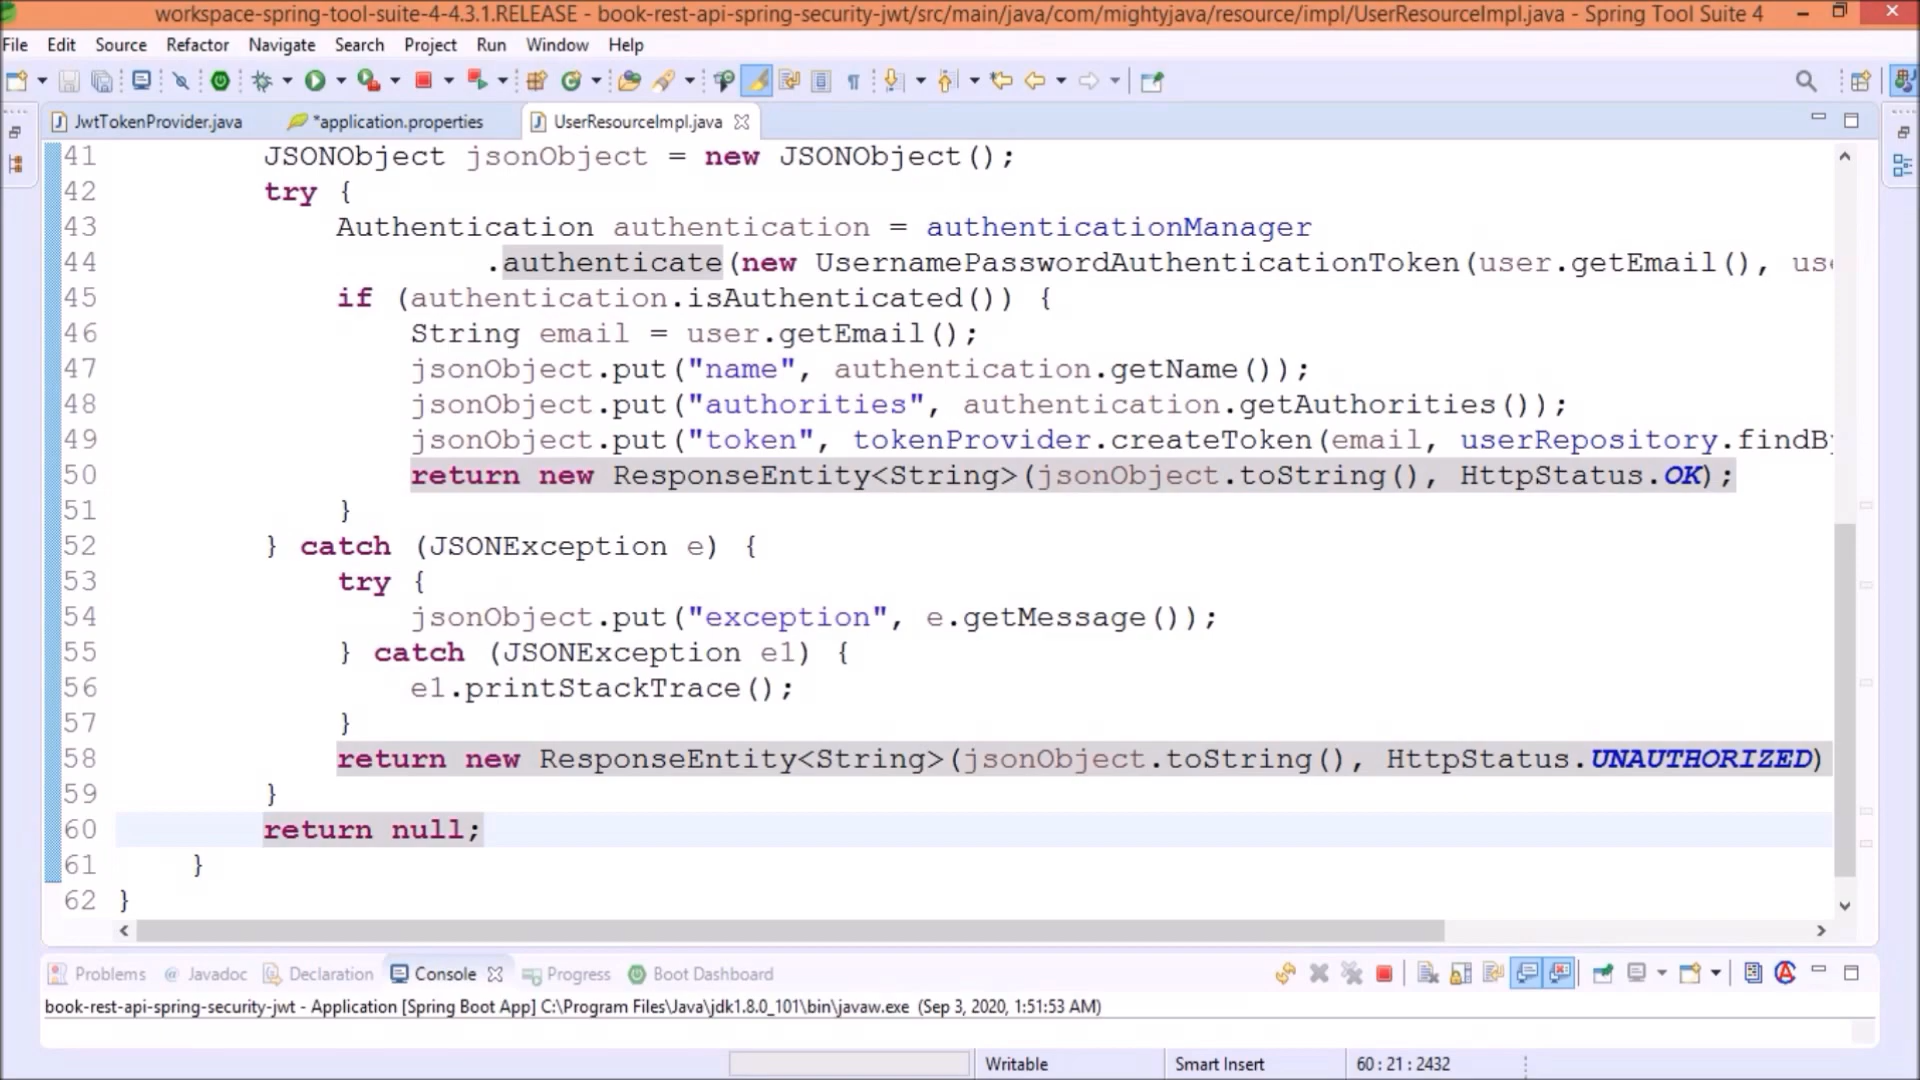 workspace-spring-tool-suite-4-4.3.1.RELEASE - book-rest-api-spring-security-jwt/src/main/java/com/mightyjava/resource/impl/UserResourceImpl.java - Spring Tool Suite 4
File Edit Source Refactor Navigate Search Project Run Window Help
JwtTokenProvider.java *application.properties UserResourceImpl.java
41 JSONObject jsonObject = new JSONObject();
42 try {
43 Authentication authentication = authenticationManager
44 .authenticate(new UsernamePasswordAuthenticationToken(user.getEmail(), use
45 if (authentication.isAuthenticated()) {
46 String email = user.getEmail();
47 jsonObject.put("name", authentication.getName());
48 jsonObject.put("authorities", authentication.getAuthorities());
49 jsonObject.put("token", tokenProvider.createToken(email, userRepository.findB
50 return new ResponseEntity<String>(jsonObject.toString(), HttpStatus.OK);
51 }
52 } catch (JSONException e) {
53 try {
54 jsonObject.put("exception", e.getMessage());
55 } catch (JSONException e1) {
56 e1.printStackTrace();
57 }
58 return new ResponseEntity<String>(jsonObject.toString(), HttpStatus.UNAUTHORIZED)
59 }
60 return null;
61 }
62 }
Problems @ Javadoc Declaration Console Progress Boot Dashboard
book-rest-api-spring-security-jwt - Application [Spring Boot App] C:\Program Files\Java\jdk1.8.0_101\bin\javaw.exe (Sep 3, 2020, 1:51:53 AM)
Writable Smart Insert 60 : 21 : 2432